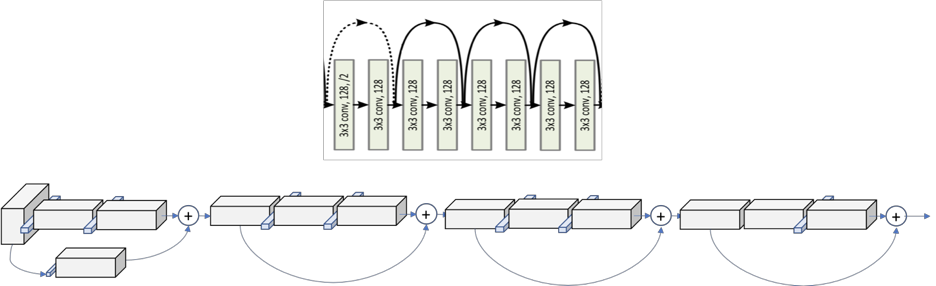 3x3 conv, 128, /2
3x3 conv, 128
3x3 conv, 128
3x3 conv, 128
3x3 conv, 128
3x3 conv, 128
3x3 conv, 128
3x3 conv, 128
+
+
+
+